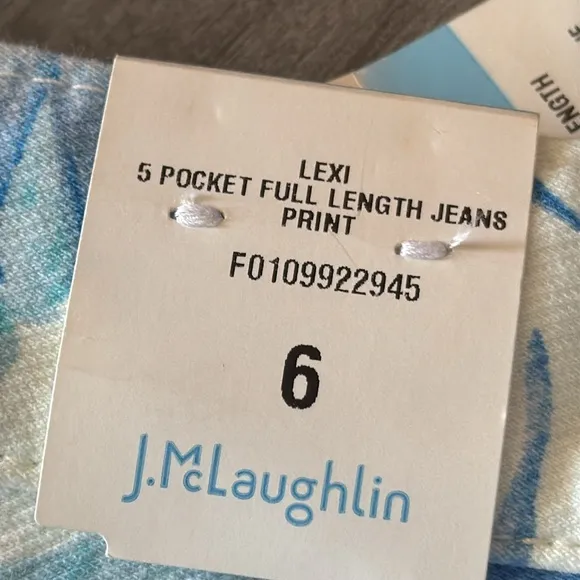 LEXI
5 POCKET FULL LENGTH JEANS
PRINT
F0109922945
6
J.McLaughlin